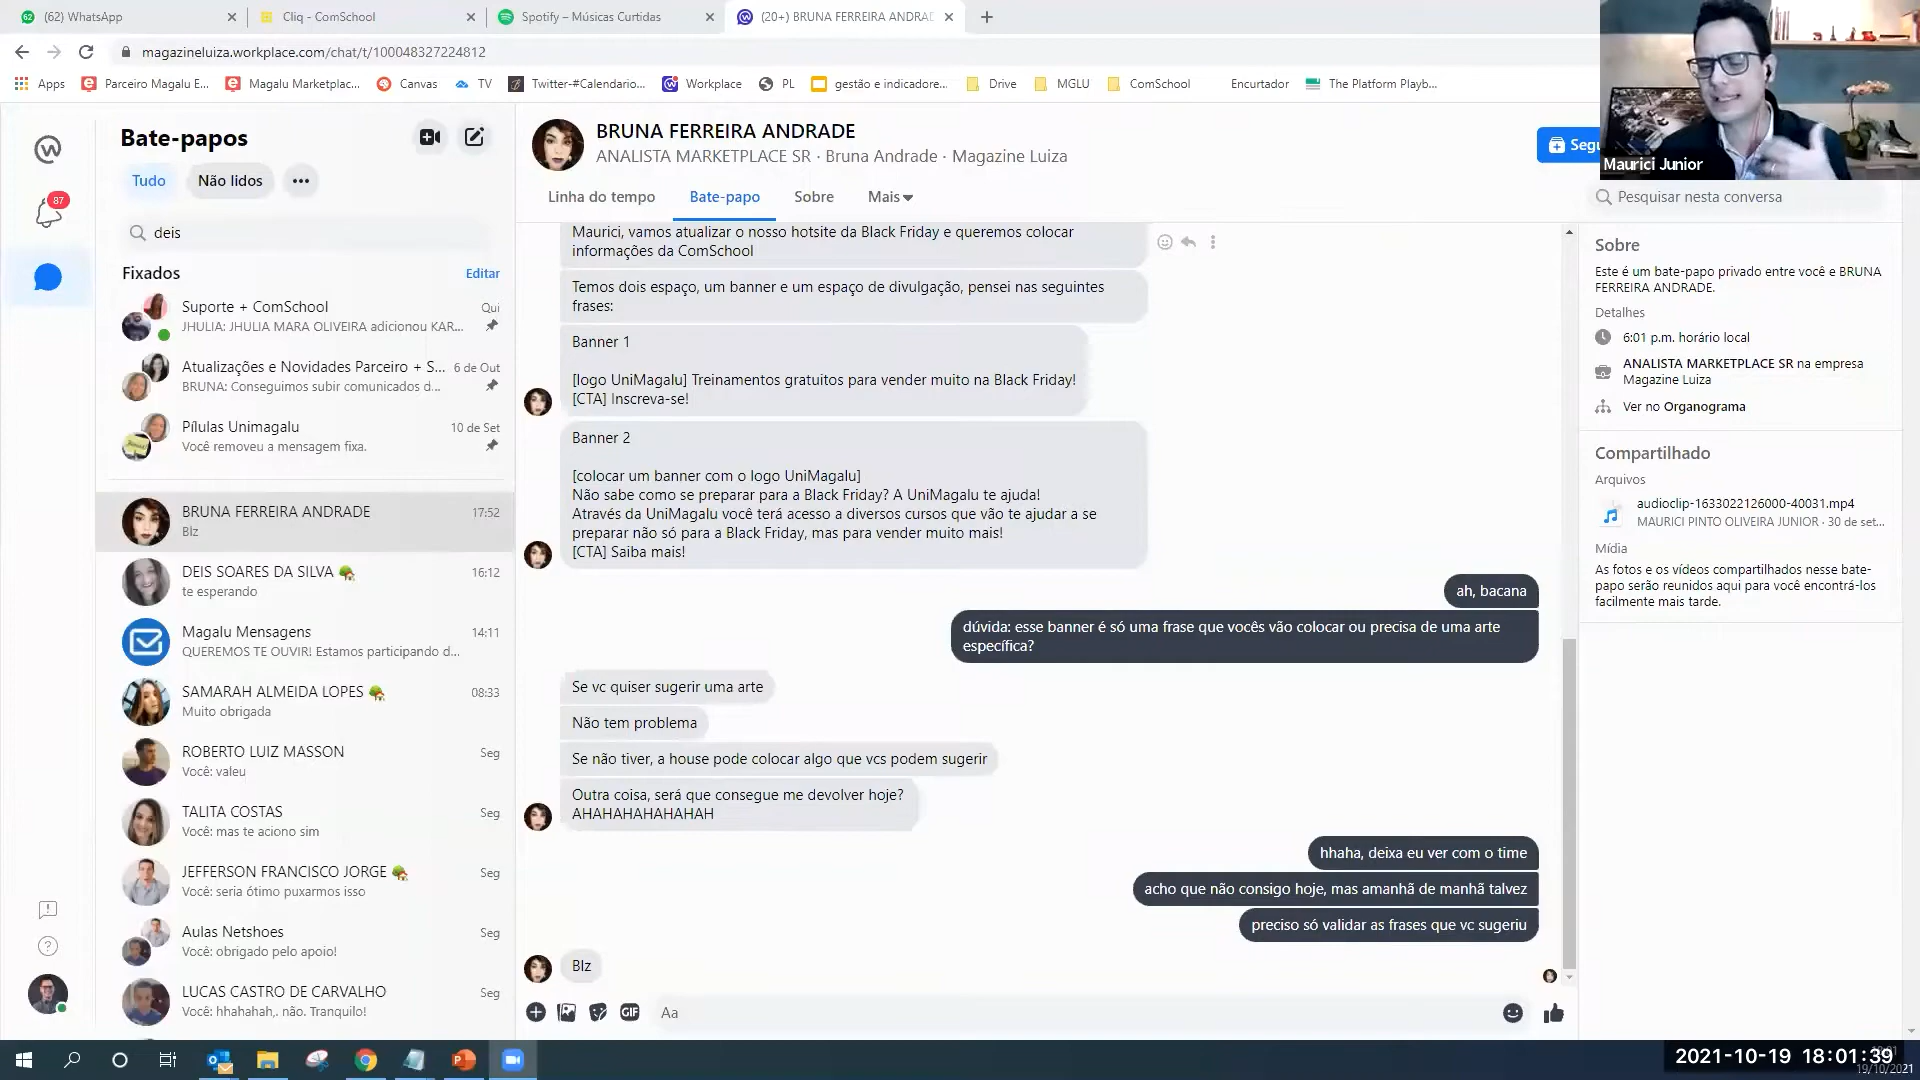 (62) WhatsApp
Cliq - ComSchool
Spotify – Músicas Curtidas
(20+) BRUNA FERREIRA ANDRAD
magazineluiza.workplace.com/chat/t/100048327224812
Apps
Parceiro Magalu E...
Magalu Marketplac...
Canvas
TV
Twitter-#Calendario...
Workplace
PL
gestão e indicadore...
Drive
MGLU
ComSchool
Encurtador
The Platform Playb...
Maurici Junior
87
Bate-papos
Tudo
Não lidos
deis
Fixados
Editar
Suporte + ComSchool
Qui
JHULIA: JHULIA MARA OLIVEIRA adicionou KAR...
Atualizações e Novidades Parceiro + S...
6 de Out
BRUNA: Conseguimos subir comunicados d...
Pílulas Unimagalu
10 de Set
Você removeu a mensagem fixa.
BRUNA FERREIRA ANDRADE
17:52
Blz
DEIS SOARES DA SILVA
16:12
te esperando
Magalu Mensagens
14:11
QUEREMOS TE OUVIR! Estamos participando d...
SAMARAH ALMEIDA LOPES
08:33
Muito obrigada
ROBERTO LUIZ MASSON
Seg
Você: valeu
TALITA COSTAS
Seg
Você: mas te aciono sim
JEFFERSON FRANCISCO JORGE
Seg
Você: seria ótimo puxarmos isso
Aulas Netshoes
Seg
Você: obrigado pelo apoio!
LUCAS CASTRO DE CARVALHO
Seg
Você: hhahahah,. não. Tranquilo!
BRUNA FERREIRA ANDRADE
ANALISTA MARKETPLACE SR · Bruna Andrade · Magazine Luiza
Segu
Linha do tempo
Bate-papo
Sobre
Mais
Pesquisar nesta conversa
Maurici, vamos atualizar o nosso hotsite da Black Friday e queremos colocar
informações da ComSchool
Temos dois espaço, um banner e um espaço de divulgação, pensei nas seguintes
frases:
Banner 1
[logo UniMagalu] Treinamentos gratuitos para vender muito na Black Friday!
[CTA] Inscreva-se!
Banner 2
[colocar um banner com o logo UniMagalu]
Não sabe como se preparar para a Black Friday? A UniMagalu te ajuda!
Através da UniMagalu você terá acesso a diversos cursos que vão te ajudar a se
preparar não só para a Black Friday, mas para vender muito mais!
[CTA] Saiba mais!
ah, bacana
dúvida: esse banner é só uma frase que vocês vão colocar ou precisa de uma arte
específica?
Se vc quiser sugerir uma arte
Não tem problema
Se não tiver, a house pode colocar algo que vcs podem sugerir
Outra coisa, será que consegue me devolver hoje?
AHAHAHAHAHAHAH
hhaha, deixa eu ver com o time
acho que não consigo hoje, mas amanhã de manhã talvez
preciso só validar as frases que vc sugeriu
Blz
GIF
Aa
Sobre
Este é um bate-papo privado entre você e BRUNA
FERREIRA ANDRADE.
Detalhes
6:01 p.m. horário local
ANALISTA MARKETPLACE SR na empresa
Magazine Luiza
Ver no Organograma
Compartilhado
Arquivos
audioclip-1633022126000-40031.mp4
MAURICI PINTO OLIVEIRA JUNIOR · 30 de set...
Mídia
As fotos e os vídeos compartilhados nesse bate-
papo serão reunidos aqui para você encontrá-los
facilmente mais tarde.
2021-10-19 18:01:39
19/10/2021